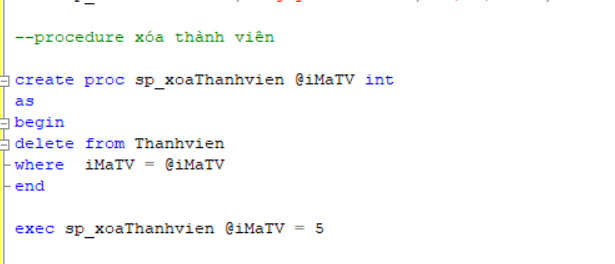 --procedure xóa thành viên
create proc sp_xoaThanhvien @iMaTV int
as
begin
delete from Thanhvien
where  iMaTV = @iMaTV
end
exec sp_xoaThanhvien @iMaTV = 5